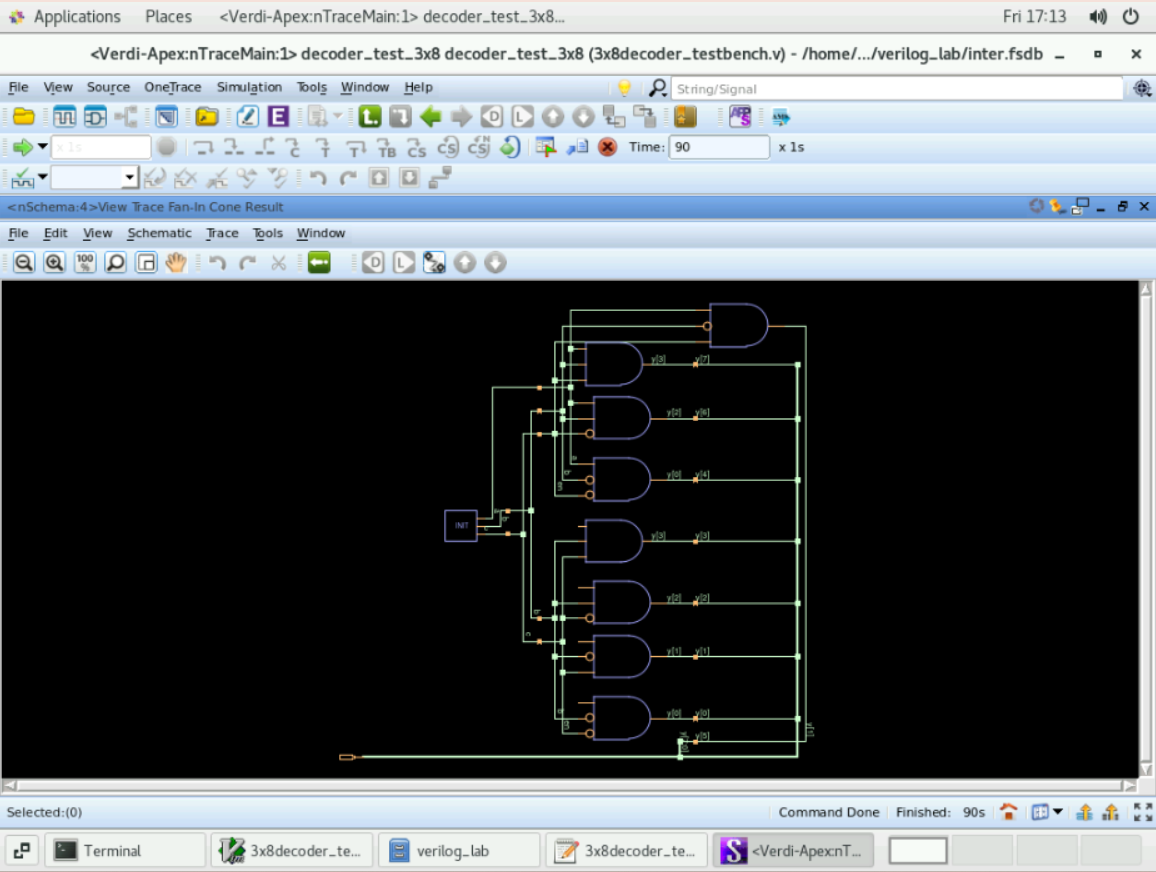 Applications Places <Verdi-Apex:nTraceMain:1> decoder_test_3x8... Fri 17:13
<Verdi-Apex:nTraceMain:1> decoder_test_3x8 decoder_test_3x8 (3x8decoder_testbench.v) - /home/.../verilog_lab/inter.fsdb
File View Source OneTrace Simulation Tools Window Help String/Signal
x 1s Time: 90 x 1s
<nSchema:4>View Trace Fan-In Cone Result
File Edit View Schematic Trace Tools Window
100%
y[3] y[7]
y[2] y[6]
y[0] y[4]
INIT
y[3] y[3]
y[2] y[2]
y[1] y[1]
y[0] y[0]
y[5]
Selected:(0) Command Done Finished: 90s
Terminal 3x8decoder_te... verilog_lab 3x8decoder_te... <Verdi-Apex:nT...